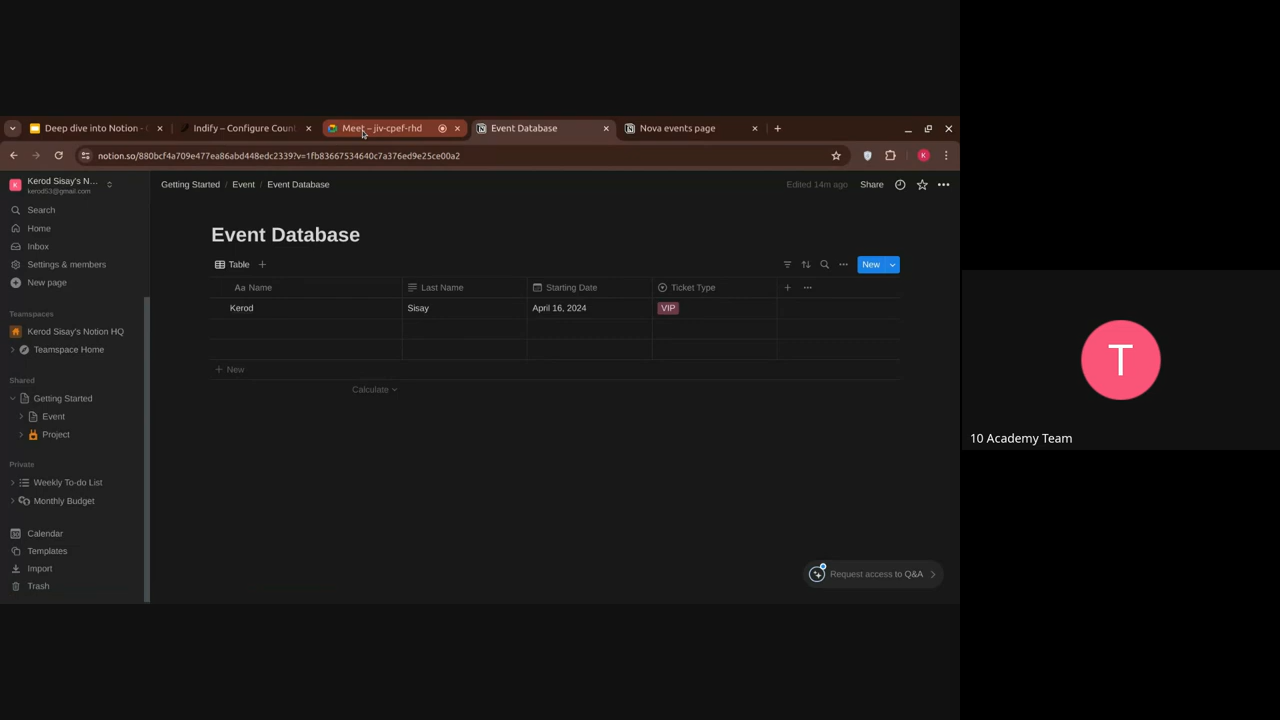 Deep dive into Notion -
Indify – Configure Coun
Meet – jiv-cpef-rhd
Event Database
Nova events page
notion.so/880bcf4a709e477ea86abd448edc2339?v=1fb83667534640c7a376ed9e25ce00a2
K
K
Kerod Sisay's N...
kerod53@gmail.com
Getting Started / Event / Event Database
Edited 14m ago
Share
Search
Home
Inbox
Settings & members
New page
Teamspaces
Kerod Sisay's Notion HQ
Teamspace Home
Shared
Getting Started
Event
Project
Private
Weekly To-do List
Monthly Budget
Calendar
Templates
Import
Trash
Event Database
Table
New
Aa Name
Last Name
Starting Date
Ticket Type
Kerod
Sisay
April 16, 2024
VIP
New
Calculate
Request access to Q&A
T
10 Academy Team